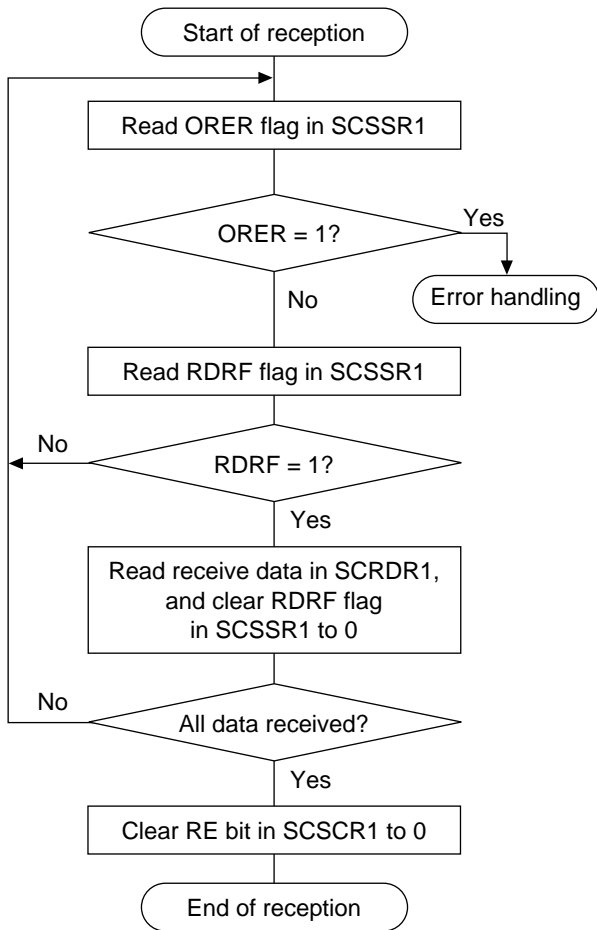 Start of reception
Read ORER flag in SCSSR1
Yes
ORER = 1?
Error handling
No
Read RDRF flag in SCSSR1
No
RDRF = 1?
Yes
Read receive data in SCRDR1,
and clear RDRF flag
in SCSSR1 to 0
No
All data received?
Yes
Clear RE bit in SCSCR1 to 0
End of reception